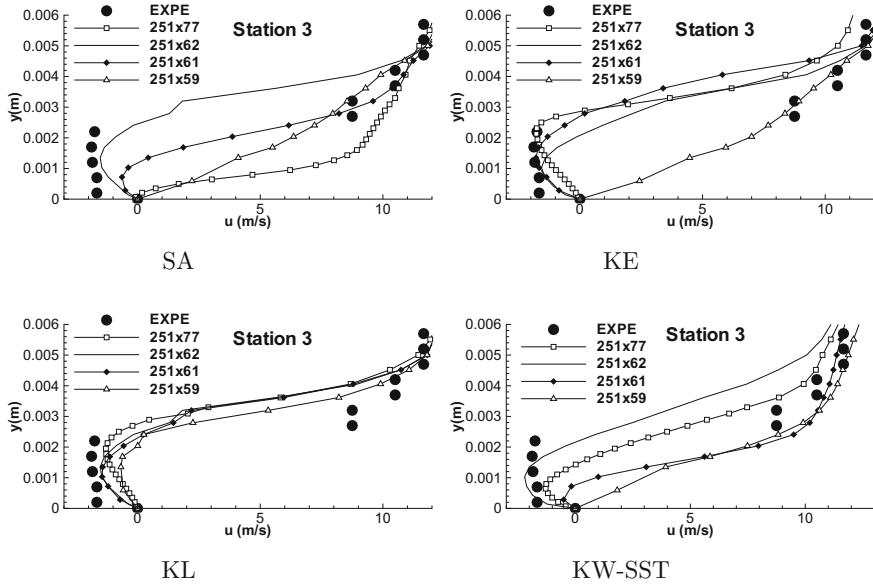 EXPE
251x77
251x62
251x61
251x59
Station 3
y(m)
0.006
0.005
0.004
0.003
0.002
0.001
0
0
5
10
u (m/s)
SA
EXPE
251x77
251x62
251x61
251x59
Station 3
y(m)
0.006
0.005
0.004
0.003
0.002
0.001
0
0
5
10
u (m/s)
KE
EXPE
251x77
251x62
251x61
251x59
Station 3
y(m)
0.006
0.005
0.004
0.003
0.002
0.001
0
0
5
10
u (m/s)
KL
EXPE
251x77
251x62
251x61
251x59
Station 3
y(m)
0.006
0.005
0.004
0.003
0.002
0.001
0
0
5
10
u (m/s)
KW-SST